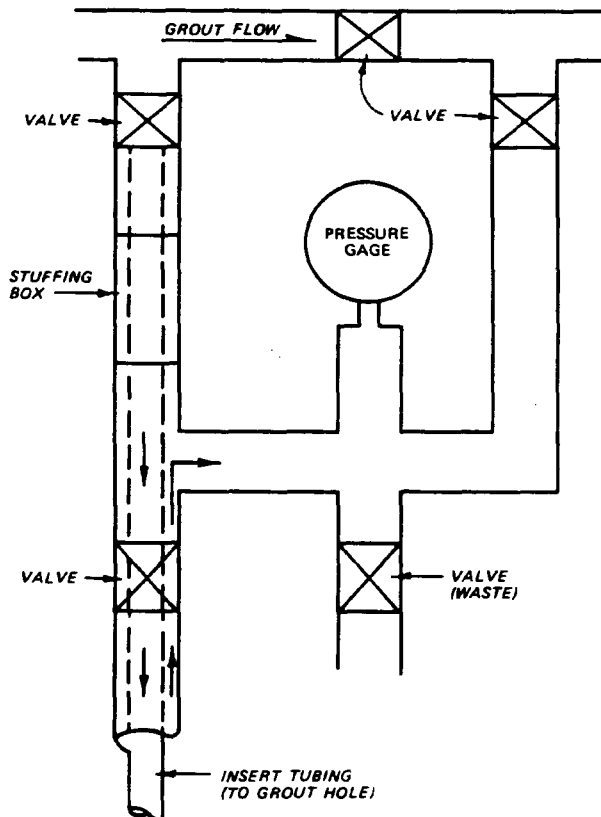 GROUT FLOW
VALVE
VALVE
PRESSURE
GAGE
STUFFING
BOX
VALVE
VALVE
(WASTE)
INSERT TUBING
(TO GROUT HOLE)